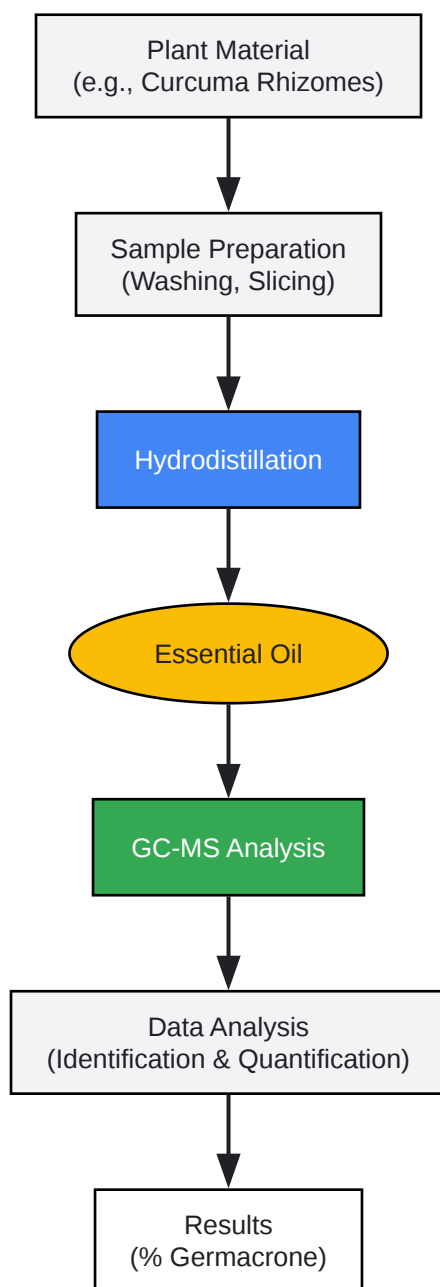 Plant Material
(e.g., Curcuma Rhizomes)
Sample Preparation
(Washing, Slicing)
Hydrodistillation
Essential Oil
GC-MS Analysis
Data Analysis
(Identification & Quantification)
Results
(% Germacrone)